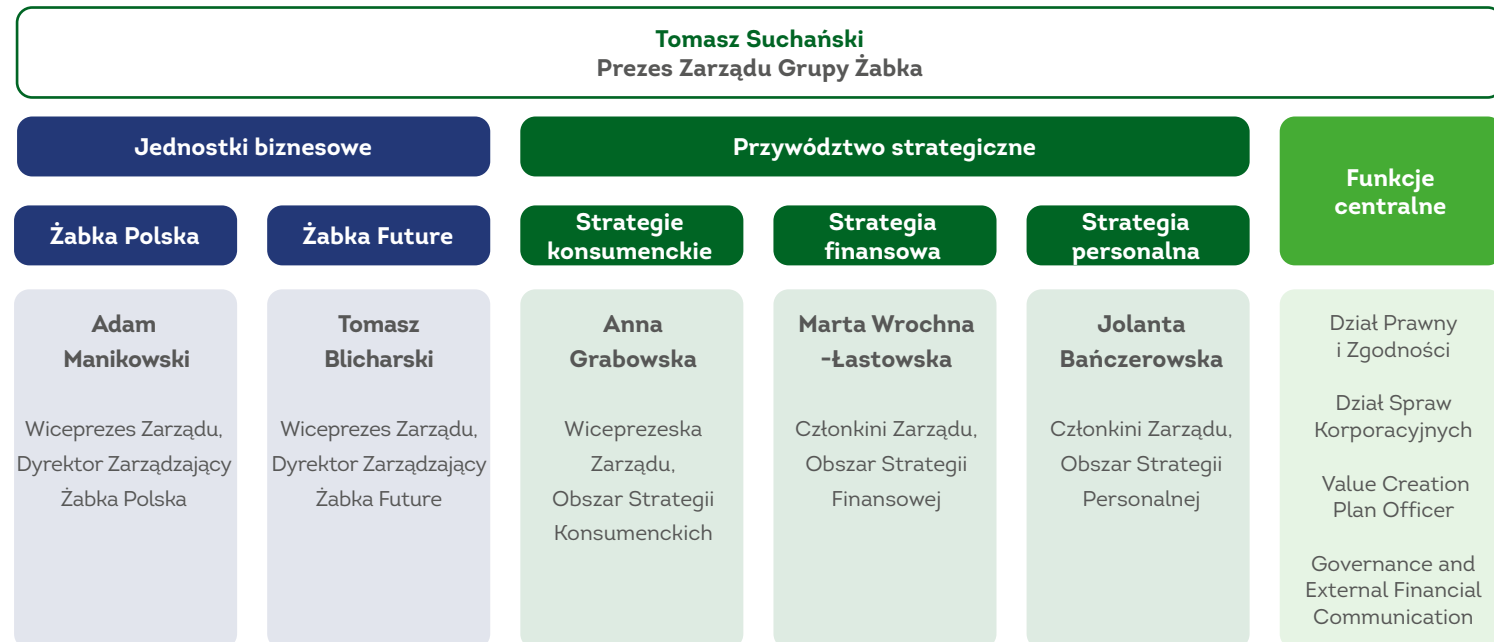 Tomasz Suchański
Prezes Zarządu Grupy Żabka
Jednostki biznesowe
Przywództwo strategiczne
Funkcje
centralne
Żabka Polska
Żabka Future
Strategie
konsumenckie
Strategia
finansowa
Strategia
personalna
Adam
Manikowski
Wiceprezes Zarządu,
Dyrektor Zarządzający
Żabka Polska
Tomasz
Blicharski
Wiceprezes Zarządu,
Dyrektor Zarządzający
Żabka Future
Anna
Grabowska
Wiceprezeska
Zarządu,
Obszar Strategii
Konsumenckich
Marta Wrochna
-Łastowska
Członkini Zarządu,
Obszar Strategii
Finansowej
Jolanta
Bańczerowska
Członkini Zarządu,
Obszar Strategii
Personalnej
Dział Prawny
i Zgodności
Dział Spraw
Korporacyjnych
Value Creation
Plan Officer
Governance and
External Financial
Communication